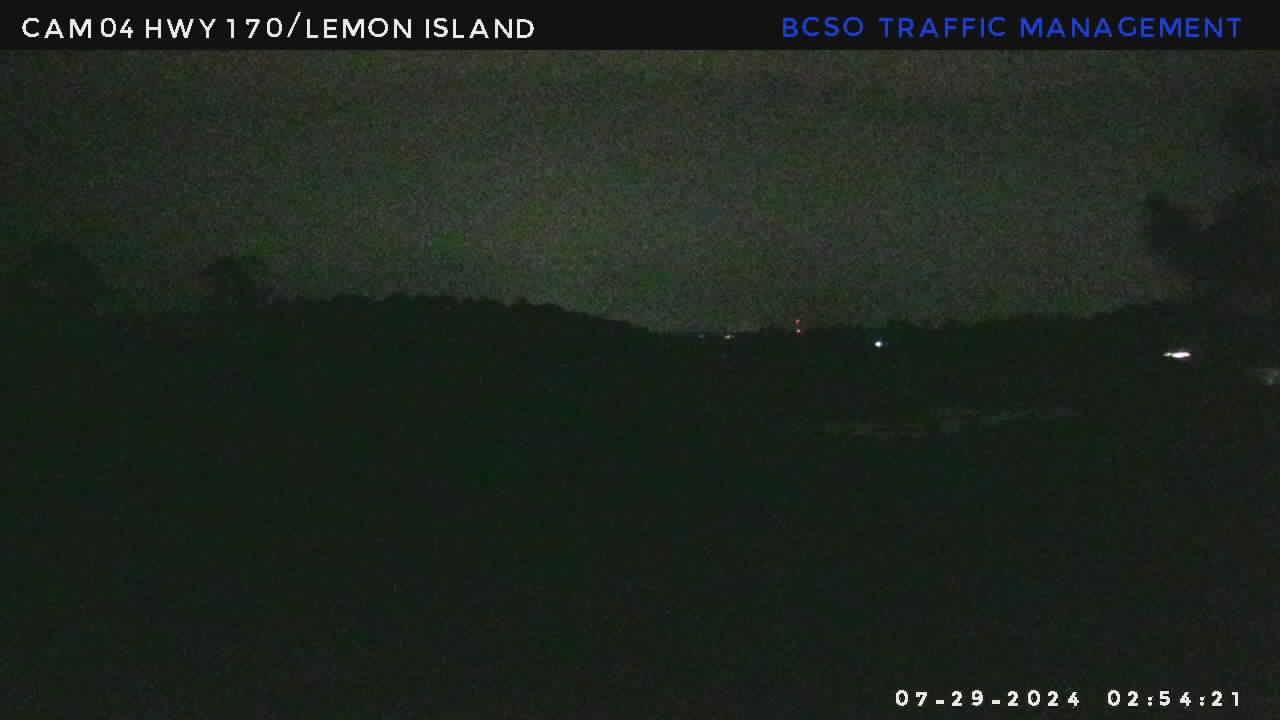 CAM04 HWY 170/LEMON ISLAND
BCSO TRAFFIC MANAGEMENT
07-29-2024 02:54:21